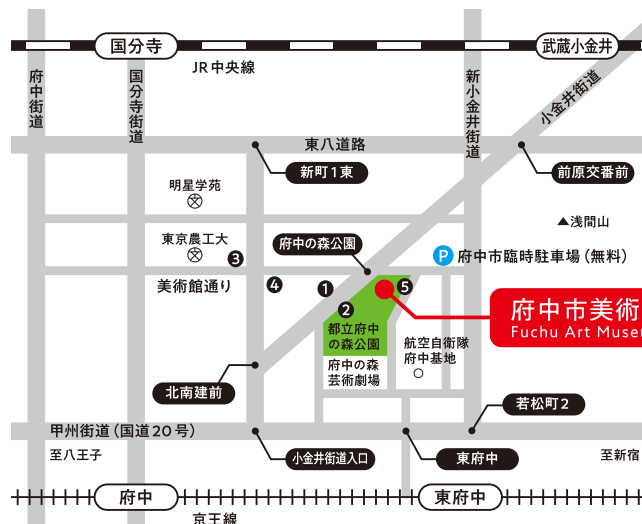 国分寺
武蔵小金井
JR中央線
府中街道
国分寺街道
新小金井街道
小金井街道
東八道路
新町1東
前原交番前
明星学苑
文
浅間山
東京農工大
文
3
府中の森公園
P
府中市臨時駐車場(無料)
美術館通り
4
1
5
2
府中市美術
Fuchu Art Muse
都立府中
の森公園
航空自衛隊
府中基地
府中の森
芸術劇場
北南建前
若松町2
甲州街道(国道20号)
至八王子
小金井街道入口
東府中
至新宿
府中
東府中
京王線